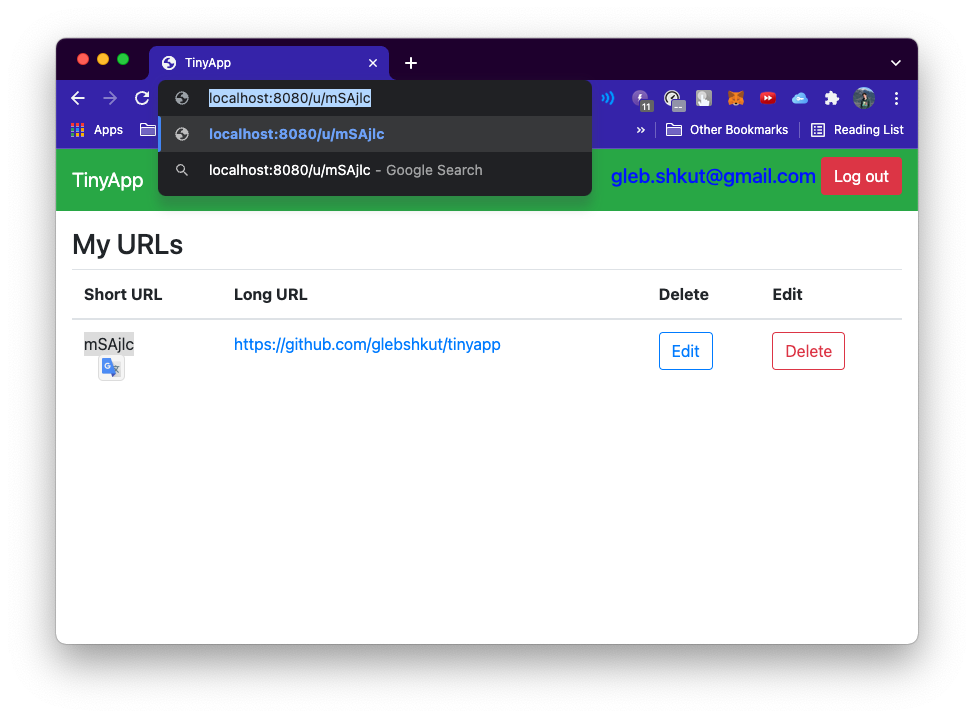 TinyApp
localhost:8080/u/mSAjlc
11
--
Apps
localhost:8080/u/mSAjlc
»
Other Bookmarks
Reading List
localhost:8080/u/mSAjlc - Google Search
TinyApp
gleb.shkut@gmail.com
Log out
My URLs
Short URL Long URL Delete Edit
mSAjlc https://github.com/glebshkut/tinyapp Edit Delete
G